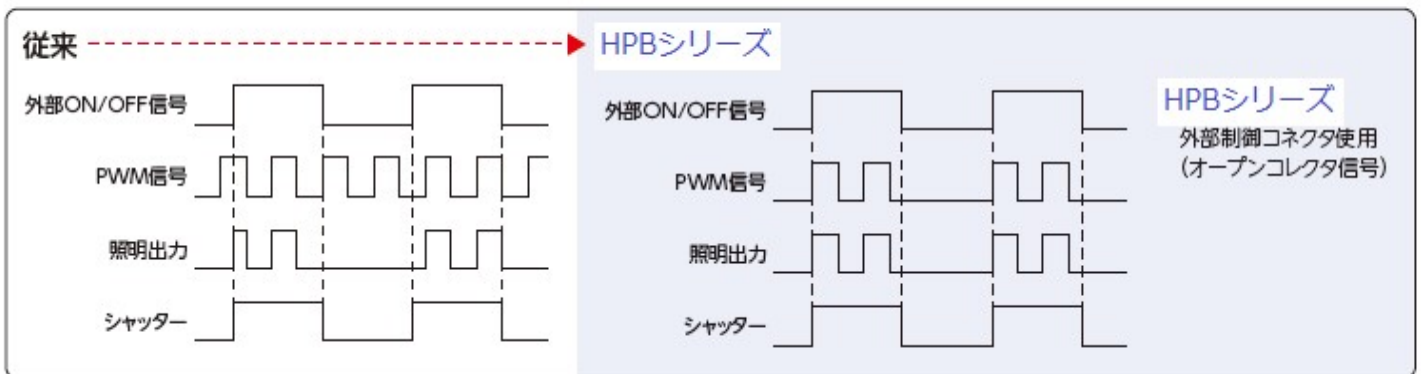 従来
外部ON/OFF信号
PWM信号
照明出力
シャッター
HPBシリーズ
外部ON/OFF信号
PWM信号
照明出力
シャッター
HPBシリーズ
外部制御コネクタ使用
(オープンコレクタ信号)